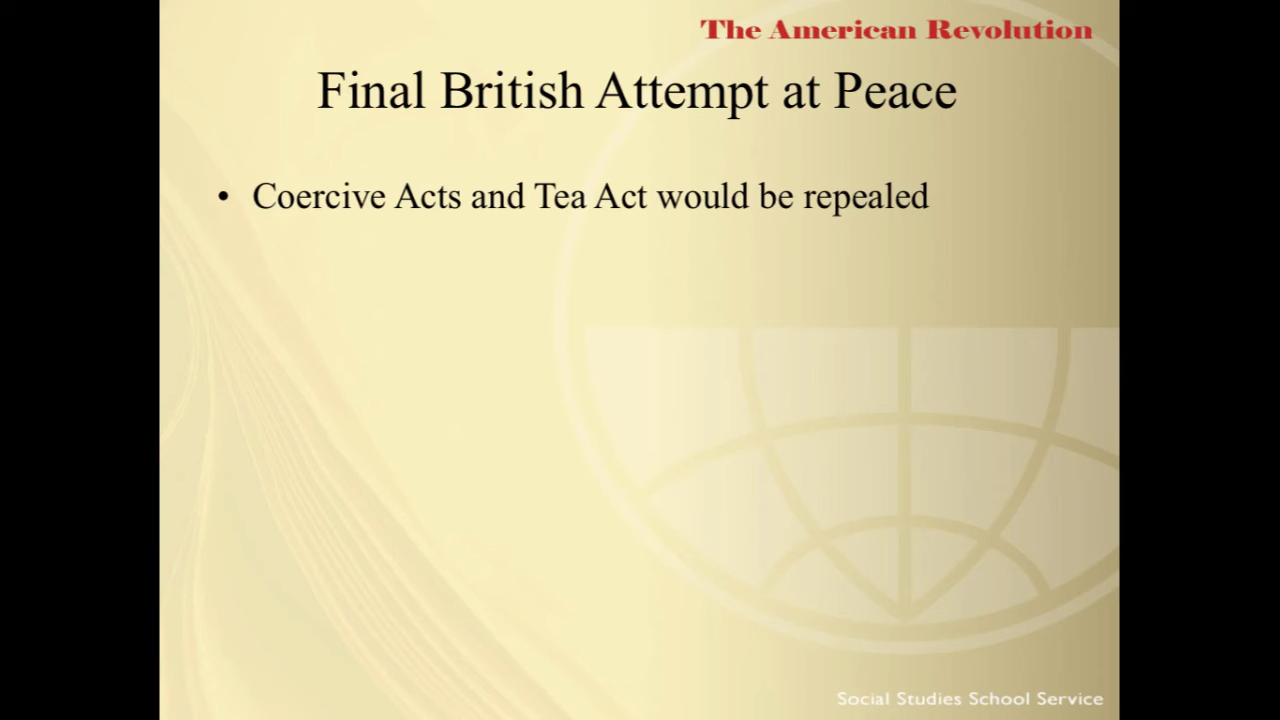 The American Revolution
Final British Attempt at Peace
• Coercive Acts and Tea Act would be repealed
Social Studies School Service